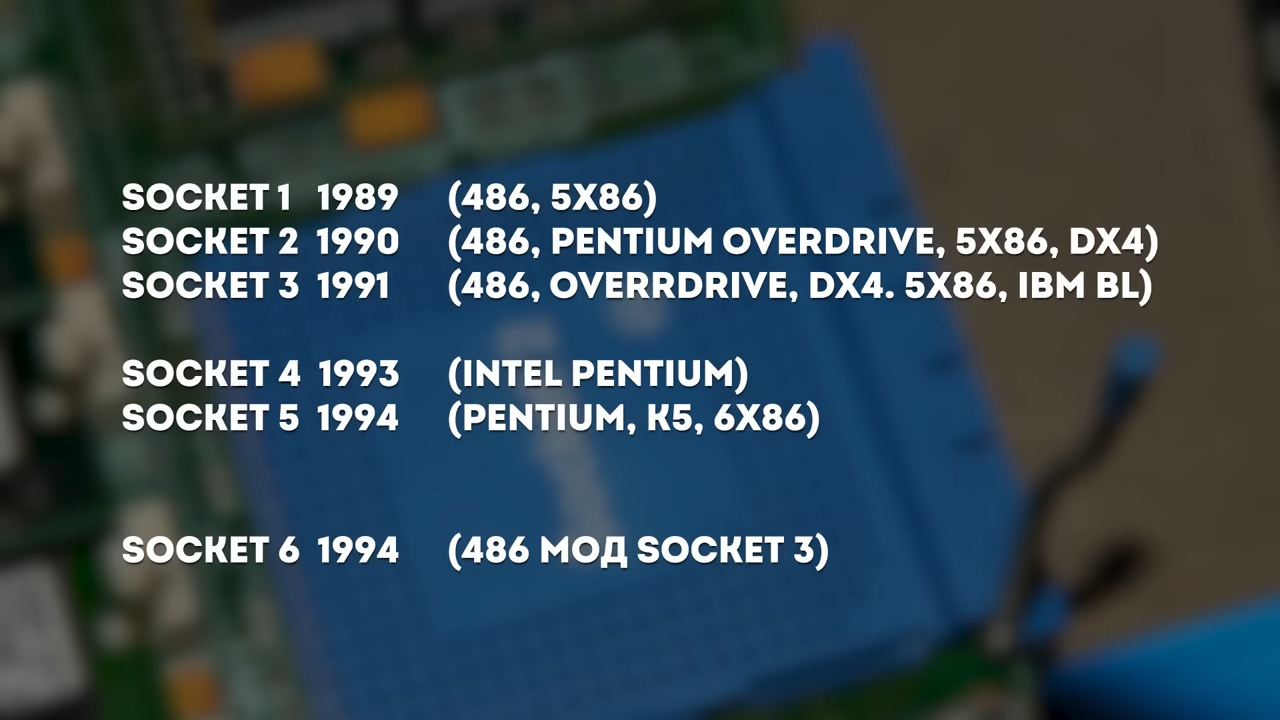 SOCKET 1 1989 (486, 5X86)
SOCKET 2 1990 (486, PENTIUM OVERDRIVE, 5X86, DX4)
SOCKET 3 1991 (486, OVERRDRIVE, DX4. 5X86, IBM BL)
SOCKET 4 1993 (INTEL PENTIUM)
SOCKET 5 1994 (PENTIUM, K5, 6X86)
SOCKET 6 1994 (486 МОД SOCKET 3)